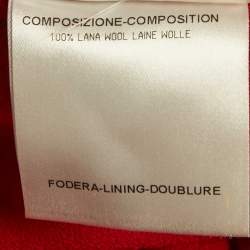 COMPOSIZIONE-COMPOSITION
100% LANA WOOL LAINE WOLLE
FODERA-LINING-DOUBLURE